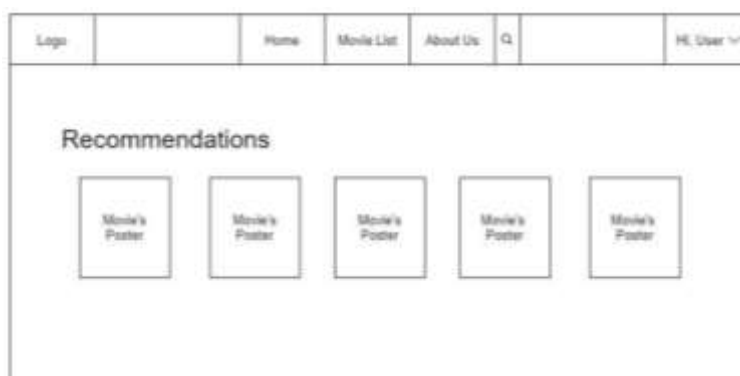 Logo
Home
Movie List
About Us
Hi, User
Recommendations
Movie's
Poster
Movie's
Poster
Movie's
Poster
Movie's
Poster
Movie's
Poster